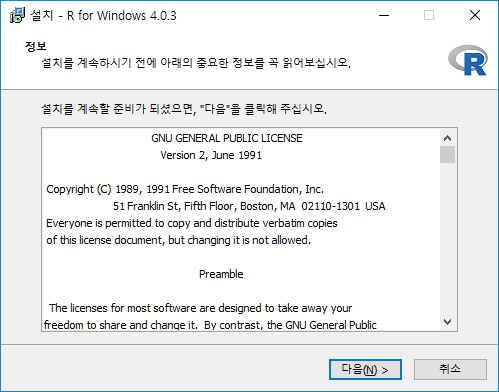 설치 - R for Windows 4.0.3
정보
설치를 계속하시기 전에 아래의 중요한 정보를 꼭 읽어보십시오.
R
설치를 계속할 준비가 되셨으면, "다음"을 클릭해 주십시오.
GNU GENERAL PUBLIC LICENSE
Version 2, June 1991
Copyright (C) 1989, 1991 Free Software Foundation, Inc.
51 Franklin St, Fifth Floor, Boston, MA  02110-1301  USA
Everyone is permitted to copy and distribute verbatim copies
of this license document, but changing it is not allowed.
Preamble
The licenses for most software are designed to take away your
freedom to share and change it.  By contrast, the GNU General Public
다음(N) >
취소